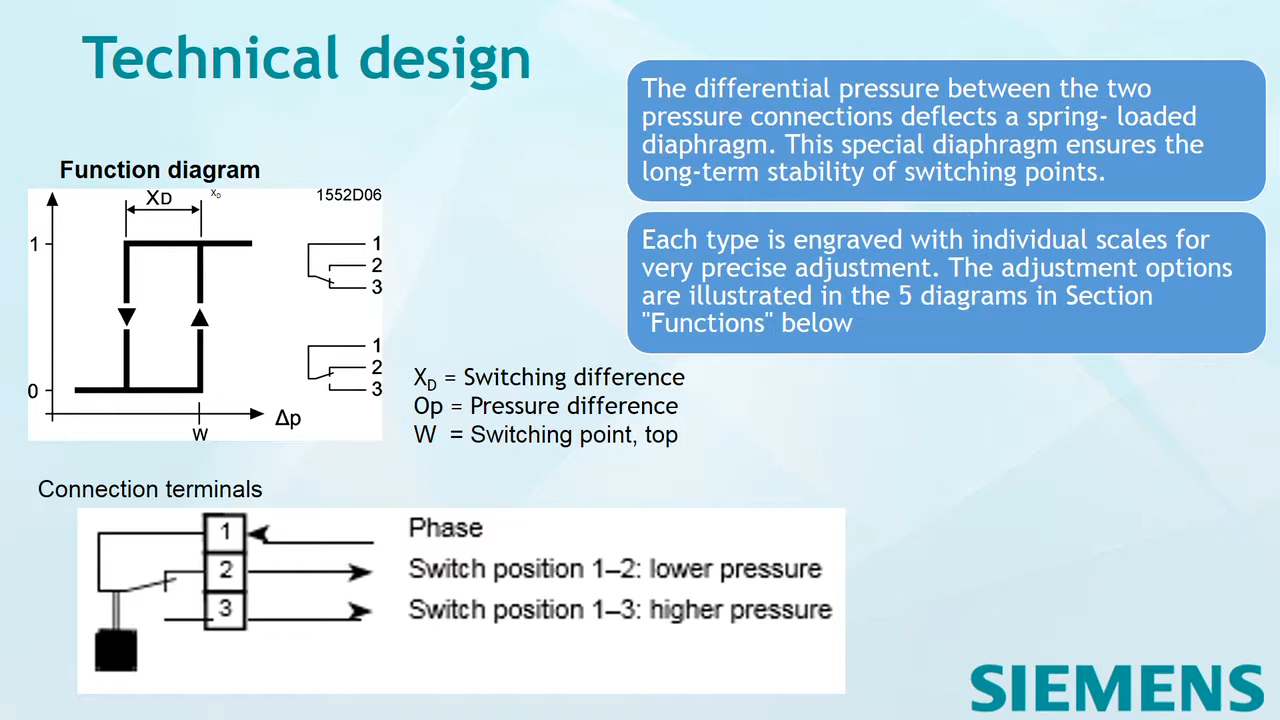 Technical design
The differential pressure between the two
pressure connections deflects a spring- loaded
diaphragm. This special diaphragm ensures the
long-term stability of switching points.
Each type is engraved with individual scales for
very precise adjustment. The adjustment options
are illustrated in the 5 diagrams in Section
"Functions" below
Function diagram
XD
XD
1552D06
1
0
Δp
W
1
2
3
1
2
3
XD = Switching difference
Op = Pressure difference
W = Switching point, top
Connection terminals
1 Phase
2 Switch position 1–2: lower pressure
3 Switch position 1–3: higher pressure
SIEMENS